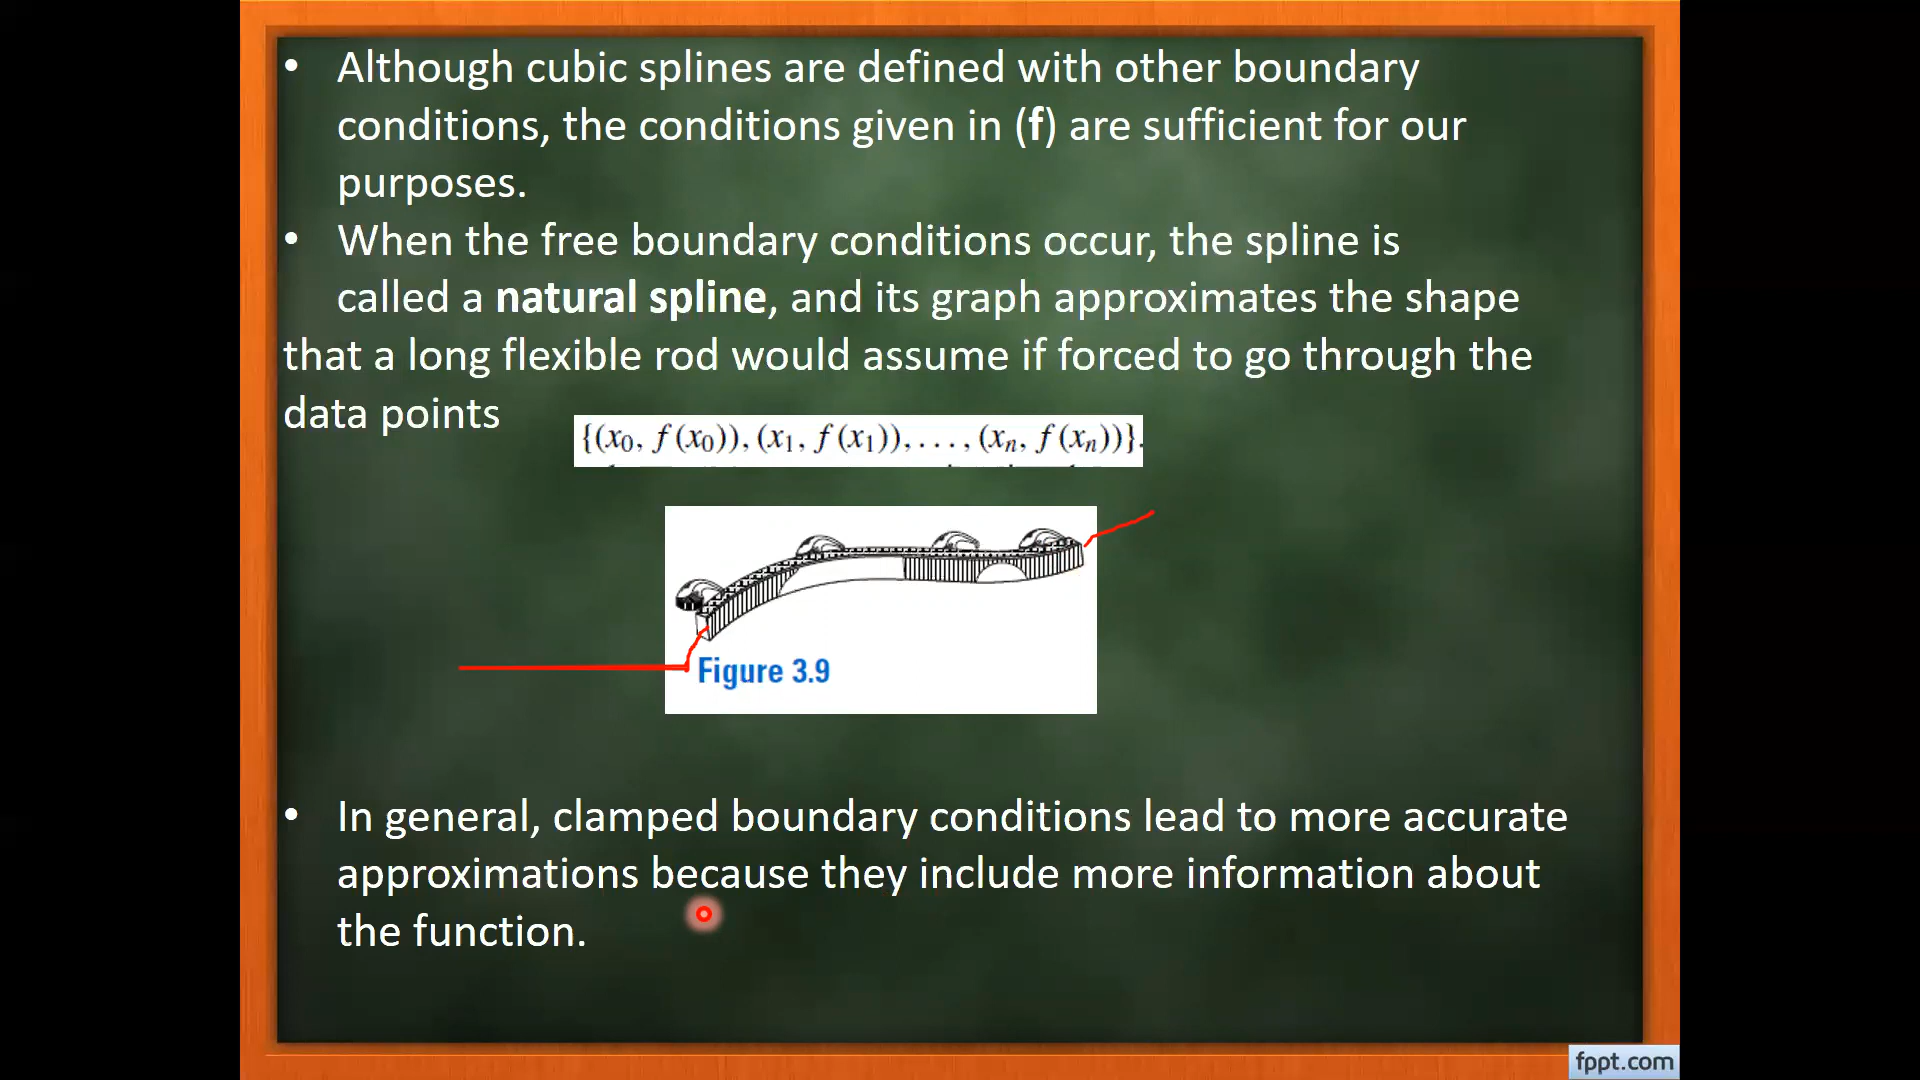 • Although cubic splines are defined with other boundary
conditions, the conditions given in (f) are sufficient for our
purposes.
• When the free boundary conditions occur, the spline is
called a natural spline, and its graph approximates the shape
that a long flexible rod would assume if forced to go through the
data points
{(x₀, f(x₀)), (x₁, f(x₁)), . . . , (xₙ, f(xₙ))}.
Figure 3.9
• In general, clamped boundary conditions lead to more accurate
approximations because they include more information about
the function.
fppt.com